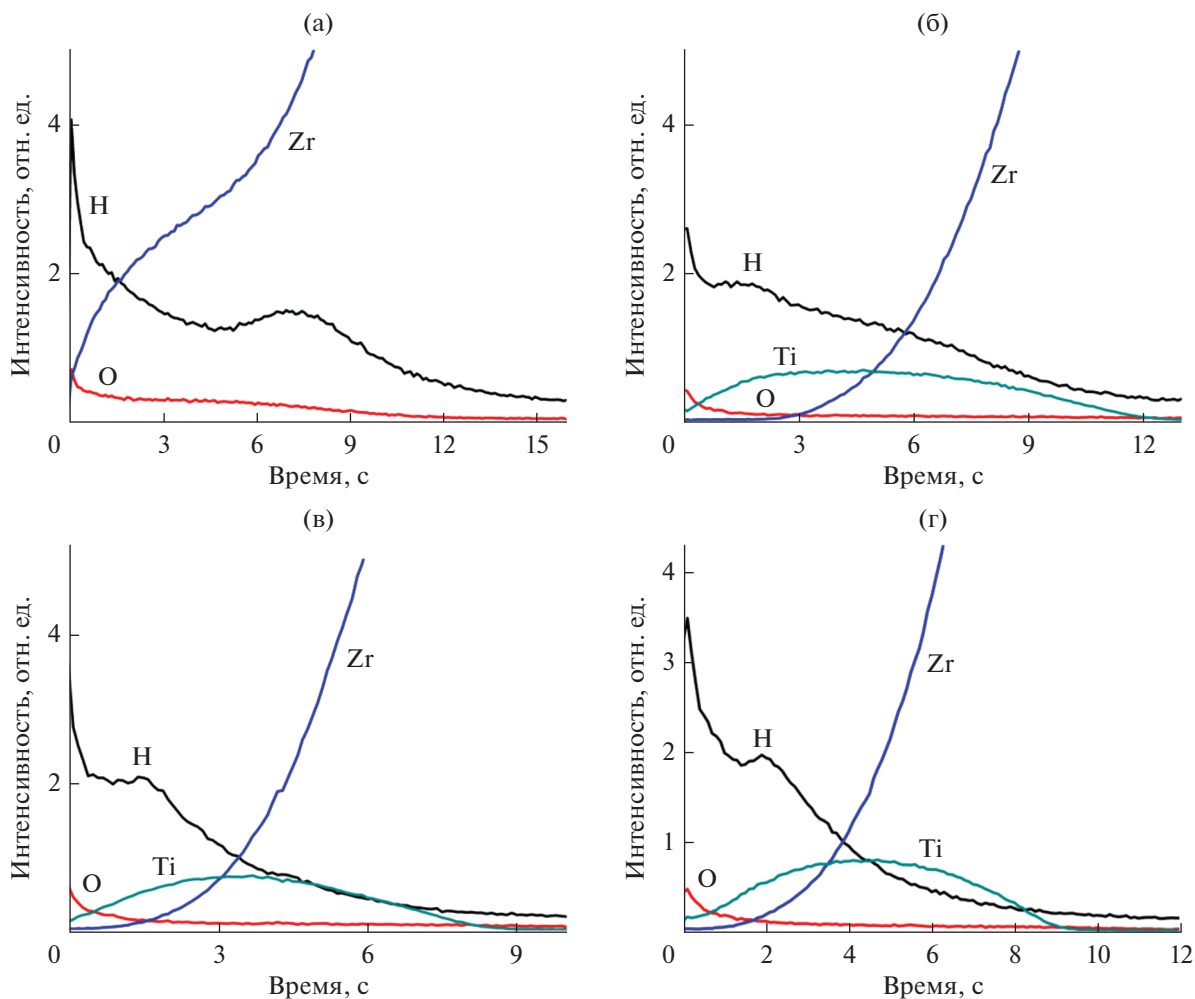 (а)
Интенсивность, отн. ед.
4
2
0
3
6
9
12
15
H
Zr
O
Время, с
(б)
Интенсивность, отн. ед.
4
2
0
3
6
9
12
H
Zr
Ti
O
Время, с
(в)
Интенсивность, отн. ед.
4
2
0
3
6
9
H
Zr
Ti
O
Время, с
(г)
Интенсивность, отн. ед.
4
3
2
1
0
2
4
6
8
10
12
H
Zr
Ti
O
Время, с